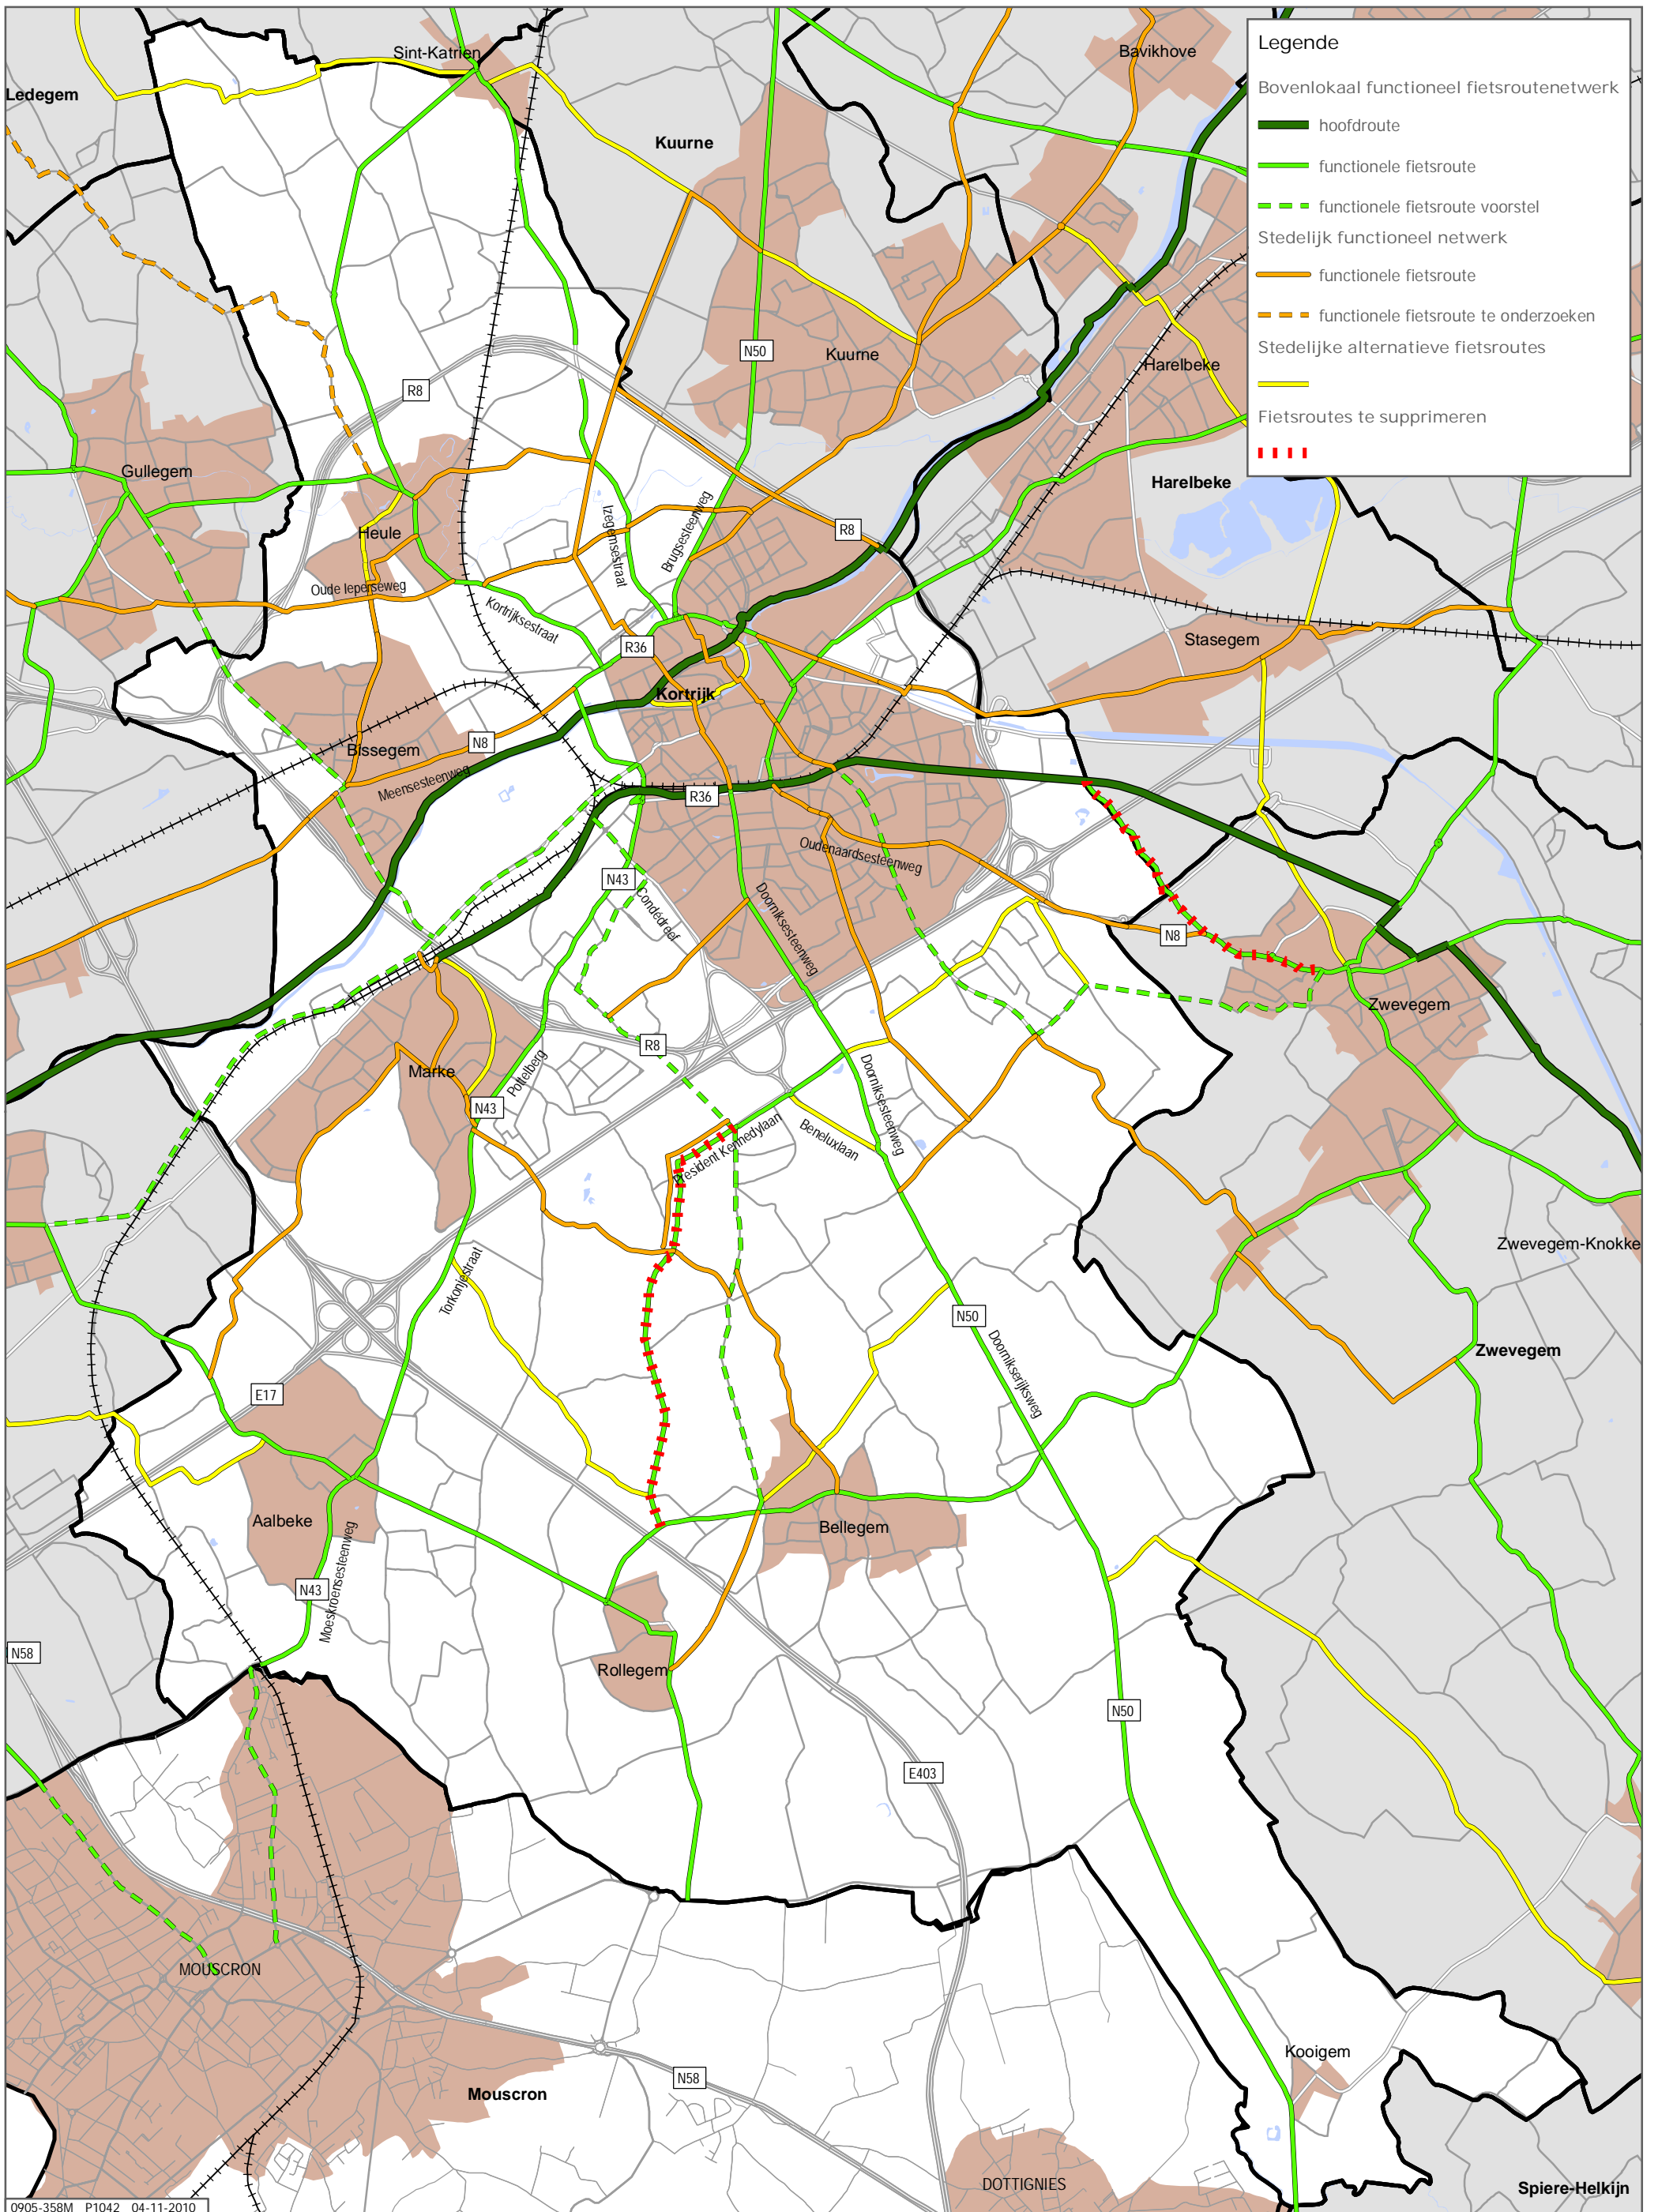 Legende
Bovenlokaal functioneel fietsroutenetwerk
hoofdroute
functionele fietsroute
functionele fietsroute voorstel
Stedelijk functioneel netwerk
functionele fietsroute
functionele fietsroute te onderzoeken
Stedelijke alternatieve fietsroutes
Fietsroutes te supprimeren
Sint-Katrien
Bavikhove
Ledegem
Kuurne
N50
Kuurne
Harelbeke
R8
Gullegem
Harelbeke
Heule
Izegemsestraat
Brugsesteenweg
R8
Oude Ieperseweg
Kortrijksestraat
R36
Stasegem
Kortrijk
N8
Bissegem
Meensesteenweg
R36
Oudenaardsesteenweg
N43
Condédreef
Doorniksesteenweg
N8
Zwevegem
R8
Marke
Pottelberg
N43
Doorniksesteenweg
President Kennedylaan
Beneluxlaan
Zwevegem-Knokke
Torkonjestraat
N50
Doornikserijksweg
Zwevegem
E17
Aalbeke
Bellegem
N43
Moeskroensesteenweg
N58
Rollegem
N50
E403
MOUSCRON
Kooigem
N58
Mouscron
DOTTIGNIES
Spiere-Helkijn
0905-358M P1042 04-11-2010